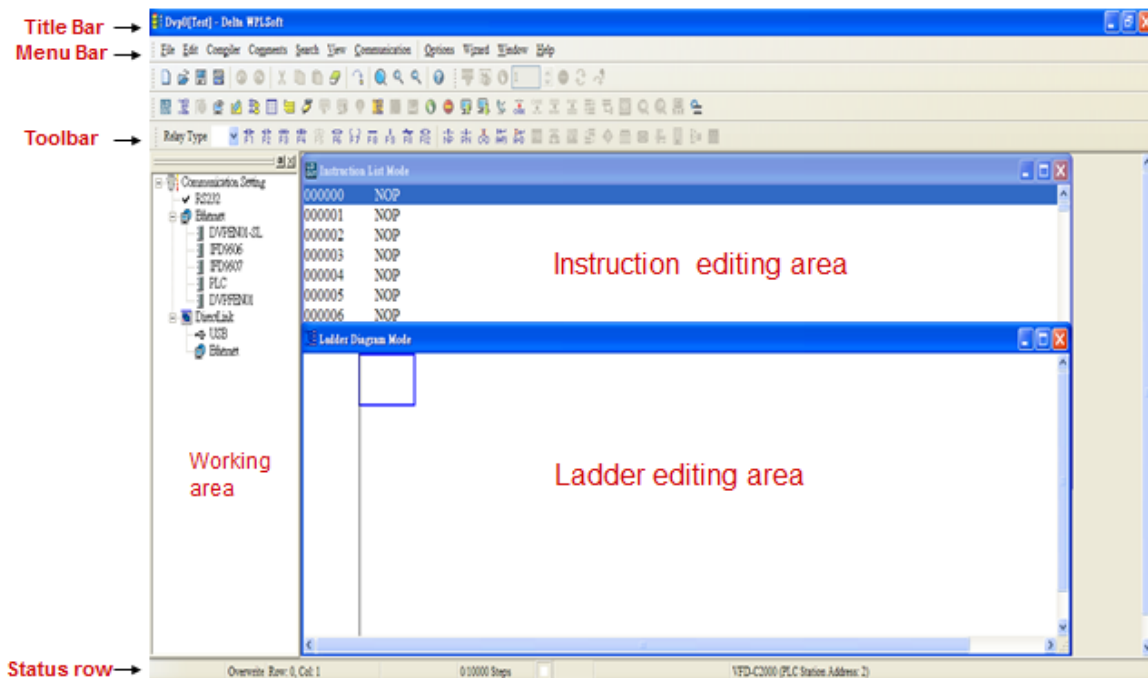 Title Bar
Dvp0[Test] - Delta WPLSoft
Menu Bar
File Edit Compiler Comments Search View Communication Options Wizard Window Help
Toolbar
Relay Type
Communication Setting
RS232
Ethernet
DVPEN01-SL
IFD9506
IFD9507
PLC
DVPFEN01
DirectLink
USB
Ethernet
Working
area
Instruction List Mode
000000 NOP
000001 NOP
000002 NOP
000003 NOP
000004 NOP
000005 NOP
000006 NOP
Instruction editing area
Ladder Diagram Mode
Ladder editing area
Status row
Overwrite Row: 0, Col: 1
0/10000 Steps
VFD-C2000 (PLC Station Address: 2)